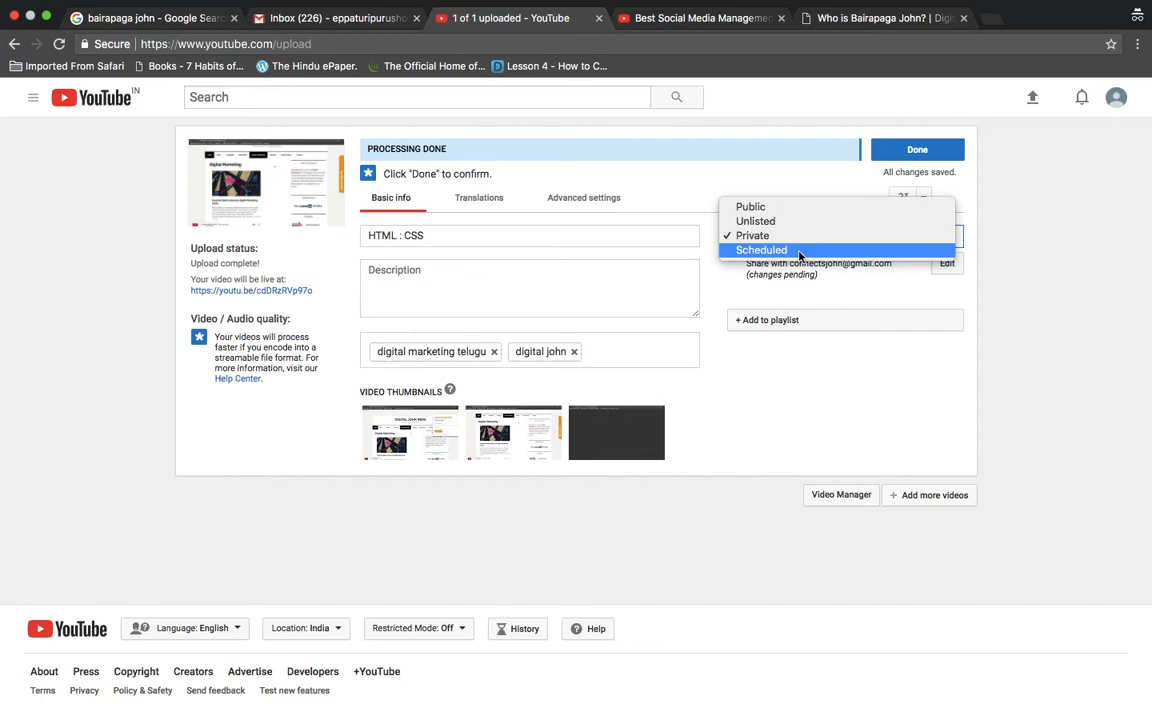 bairapaga john - Google Sear
Inbox (226) - eppaturipurusho
1 of 1 uploaded - YouTube
Best Social Media Managemen
Who is Bairapaga John? | Digi
Secure
https://www.youtube.com/upload
Imported From Safari
Books - 7 Habits of...
The Hindu ePaper.
The Official Home of...
Lesson 4 - How to C...
YouTube IN
Search
PROCESSING DONE
Done
Click "Done" to confirm.
All changes saved.
Basic info
Translations
Advanced settings
Public
Unlisted
Private
Scheduled
HTML : CSS
Upload status:
Upload complete!
Your video will be live at:
https://youtu.be/cdDRzRVp97o
Description
Share with connectsjohn@gmail.com
(changes pending)
Edit
Video / Audio quality:
Your videos will process
faster if you encode into a
streamable file format. For
more information, visit our
Help Center.
+ Add to playlist
digital marketing telugu
digital john
VIDEO THUMBNAILS
Video Manager
+ Add more videos
YouTube
Language: English
Location: India
Restricted Mode: Off
History
Help
About
Press
Copyright
Creators
Advertise
Developers
+YouTube
Terms
Privacy
Policy & Safety
Send feedback
Test new features